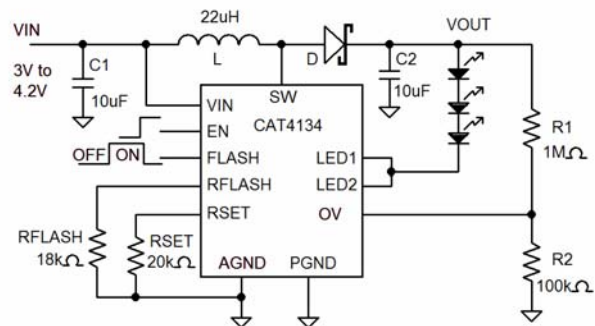 VIN
22uH
VOUT
L
D
3V to
4.2V
C1
10uF
C2
10uF
SW
VIN
CAT4134
EN
OFF
ON
FLASH
RFLASH
RSET
LED1
LED2
OV
R1
1MΩ
RFLASH
18kΩ
RSET
20kΩ
AGND
PGND
R2
100kΩ